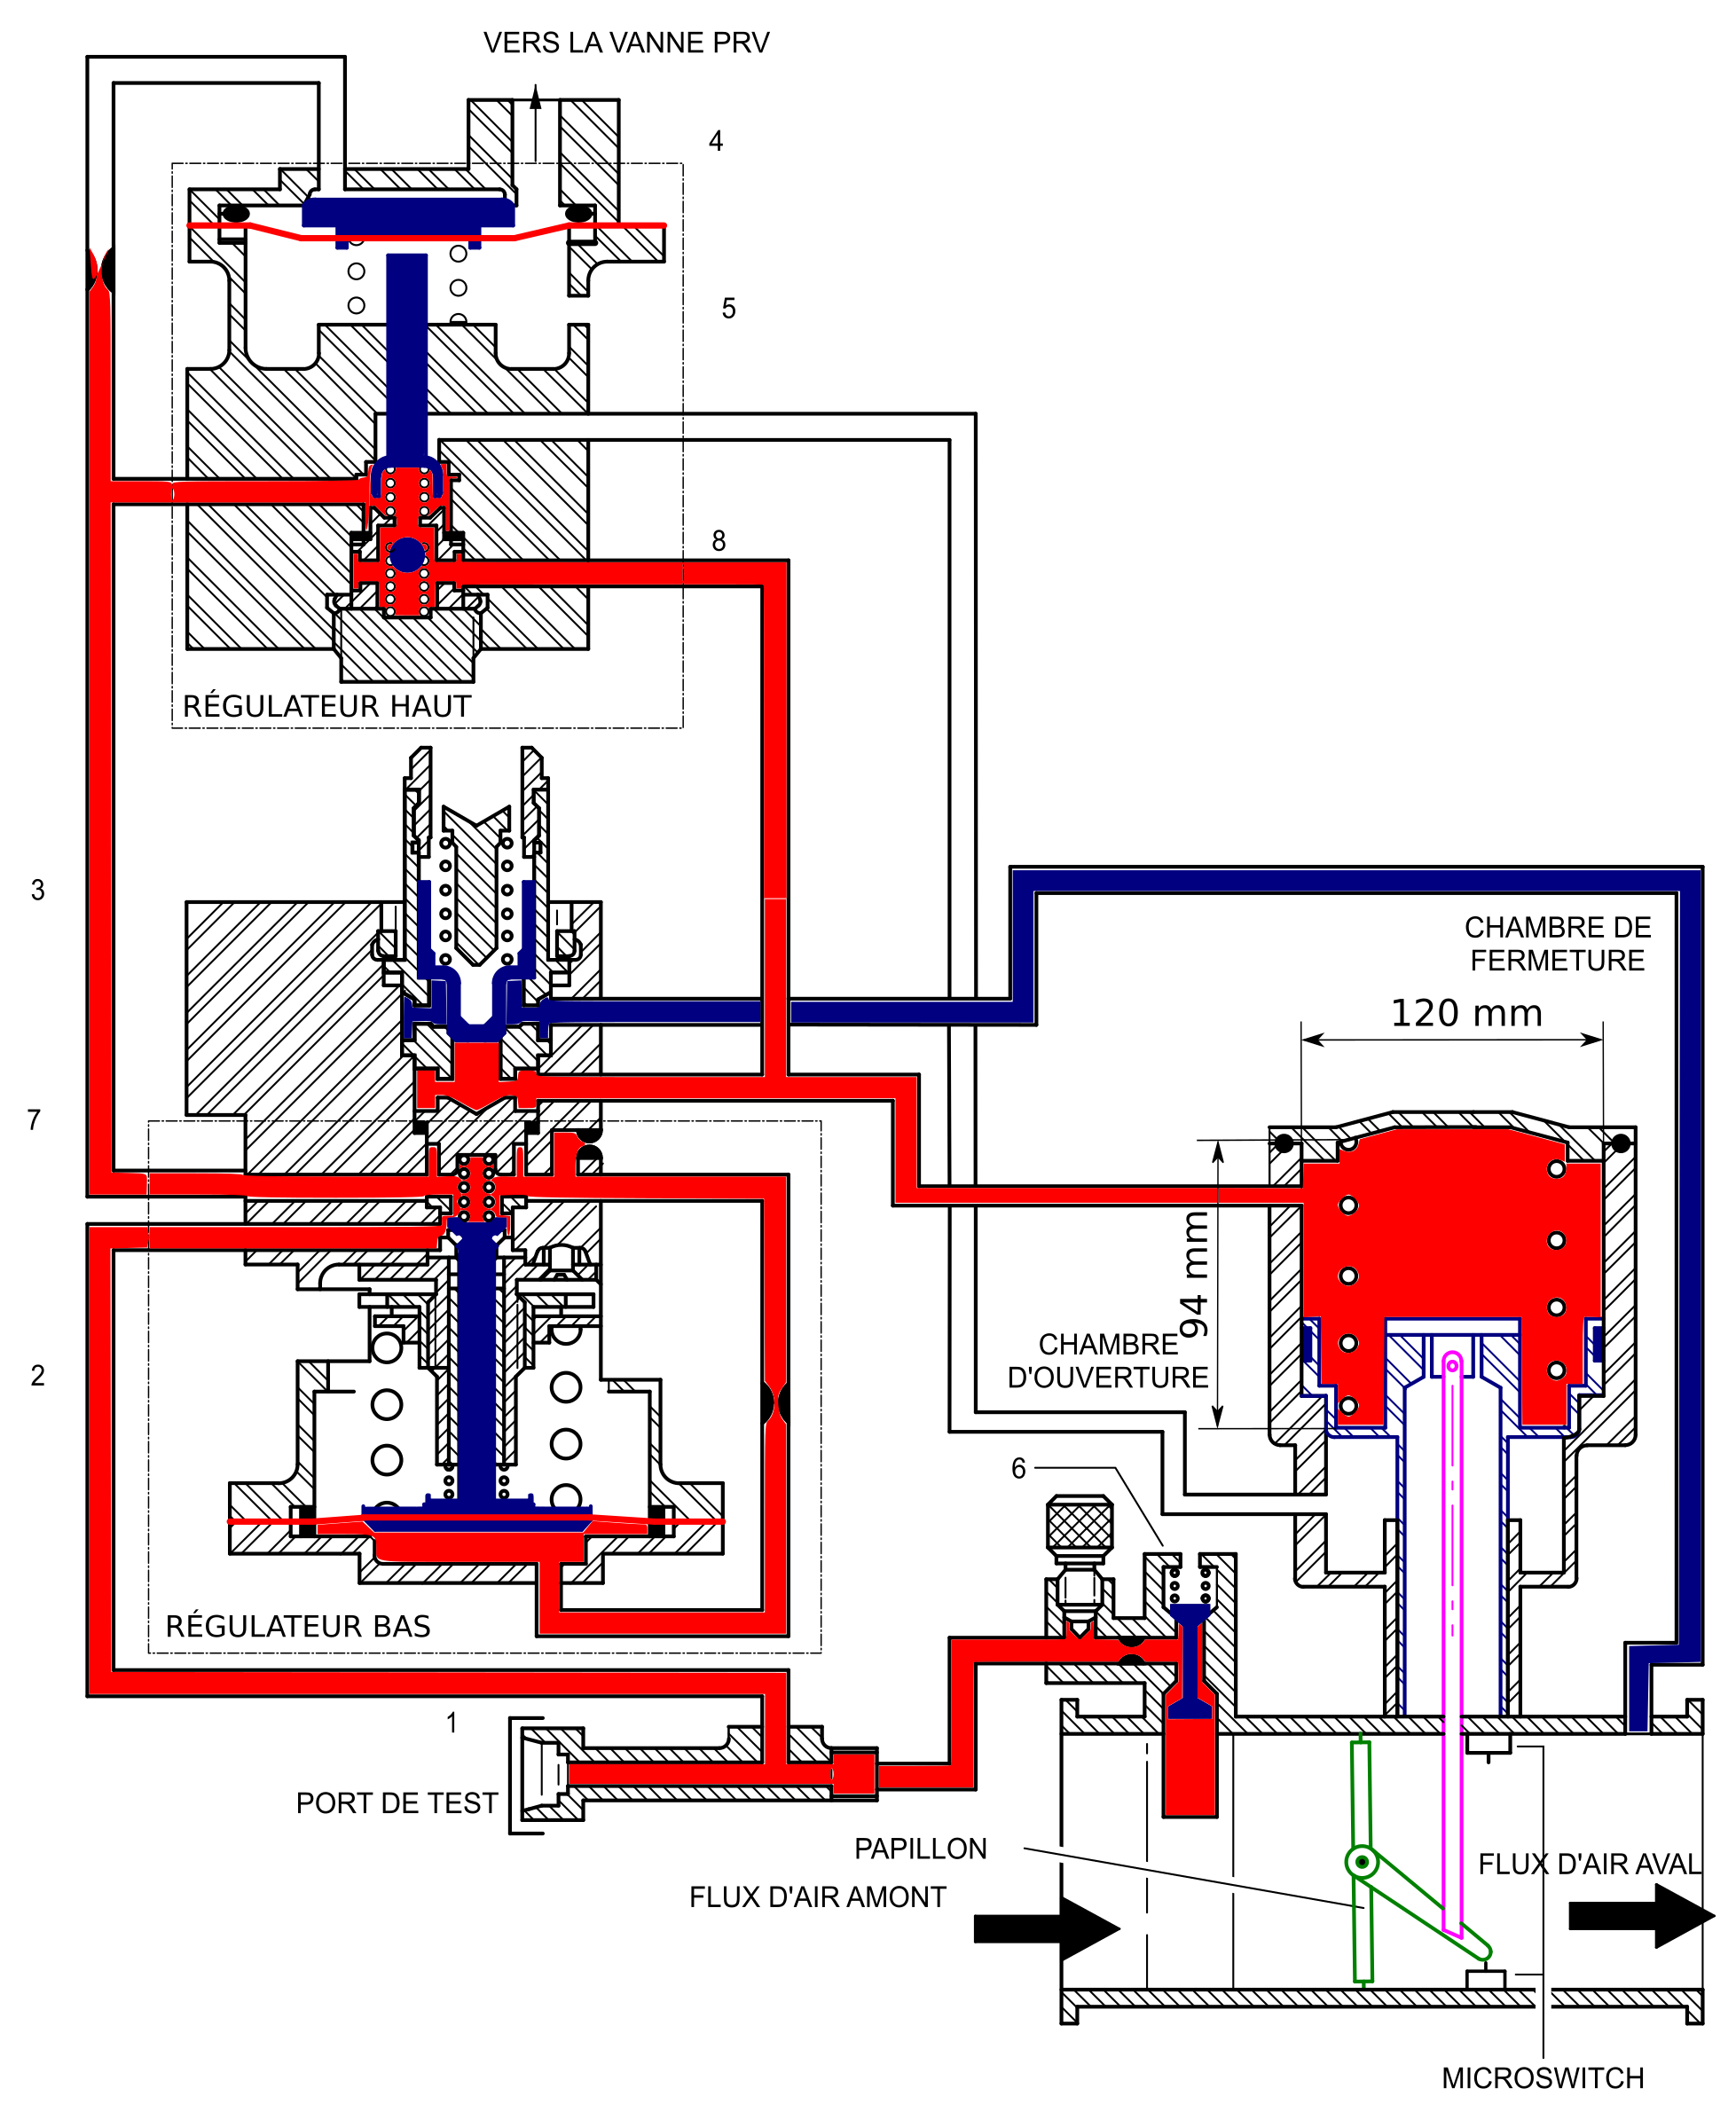 VERS LA VANNE PRV
4
5
8
RÉGULATEUR HAUT
3
CHAMBRE DE
FERMETURE
120 mm
7
94 mm
CHAMBRE
D'OUVERTURE
2
6
RÉGULATEUR BAS
1
PORT DE TEST
PAPILLON
FLUX D'AIR AVAL
FLUX D'AIR AMONT
MICROSWITCH